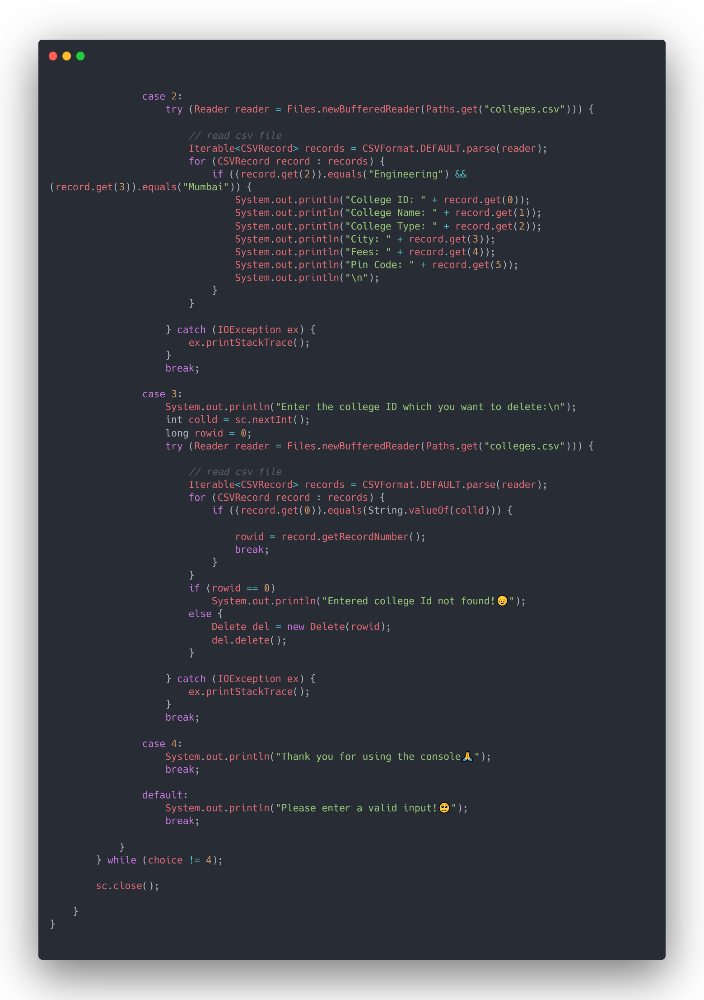 case 2:
try (Reader reader = Files.newBufferedReader(Paths.get("colleges.csv"))) {
// read csv file
Iterable<CSVRecord> records = CSVFormat.DEFAULT.parse(reader);
for (CSVRecord record : records) {
if ((record.get(2)).equals("Engineering") &&
(record.get(3)).equals("Mumbai")) {
System.out.println("College ID: " + record.get(0));
System.out.println("College Name: " + record.get(1));
System.out.println("College Type: " + record.get(2));
System.out.println("City: " + record.get(3));
System.out.println("Fees: " + record.get(4));
System.out.println("Pin Code: " + record.get(5));
System.out.println("\n");
}
}
} catch (IOException ex) {
ex.printStackTrace();
}
break;
case 3:
System.out.println("Enter the college ID which you want to delete:\n");
int colld = sc.nextInt();
long rowid = 0;
try (Reader reader = Files.newBufferedReader(Paths.get("colleges.csv"))) {
// read csv file
Iterable<CSVRecord> records = CSVFormat.DEFAULT.parse(reader);
for (CSVRecord record : records) {
if ((record.get(0)).equals(String.valueOf(colld))) {
rowid = record.getRecordNumber();
break;
}
}
if (rowid == 0)
System.out.println("Entered college Id not found!😔");
else {
Delete del = new Delete(rowid);
del.delete();
}
} catch (IOException ex) {
ex.printStackTrace();
}
break;
case 4:
System.out.println("Thank you for using the console🙏");
break;
default:
System.out.println("Please enter a valid input!🥺");
break;
}
} while (choice != 4);
sc.close();
}
}